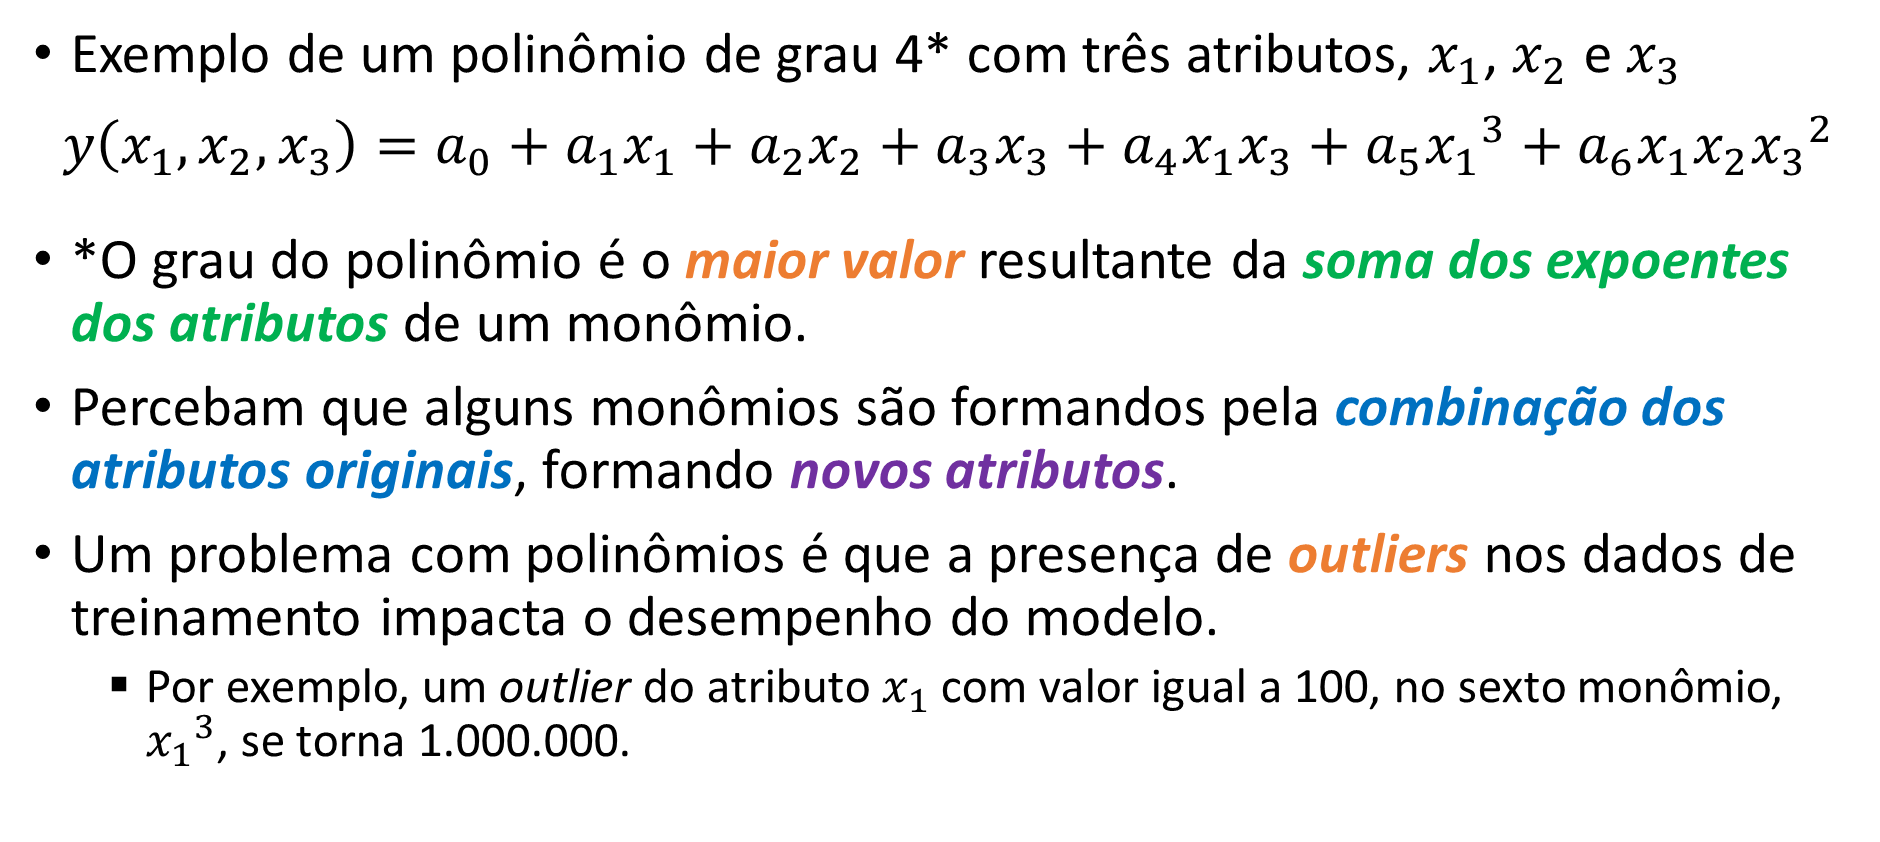 • Exemplo de um polinômio de grau 4* com três atributos, x₁, x₂ e x₃
y(x₁, x₂, x₃) = a₀ + a₁x₁ + a₂x₂ + a₃x₃ + a₄x₁x₃ + a₅x₁³ + a₆x₁x₂x₃²
• *O grau do polinômio é o maior valor resultante da soma dos expoentes
dos atributos de um monômio.
• Percebam que alguns monômios são formandos pela combinação dos
atributos originais, formando novos atributos.
• Um problema com polinômios é que a presença de outliers nos dados de
treinamento impacta o desempenho do modelo.
▪ Por exemplo, um outlier do atributo x₁ com valor igual a 100, no sexto monômio,
x₁³, se torna 1.000.000.